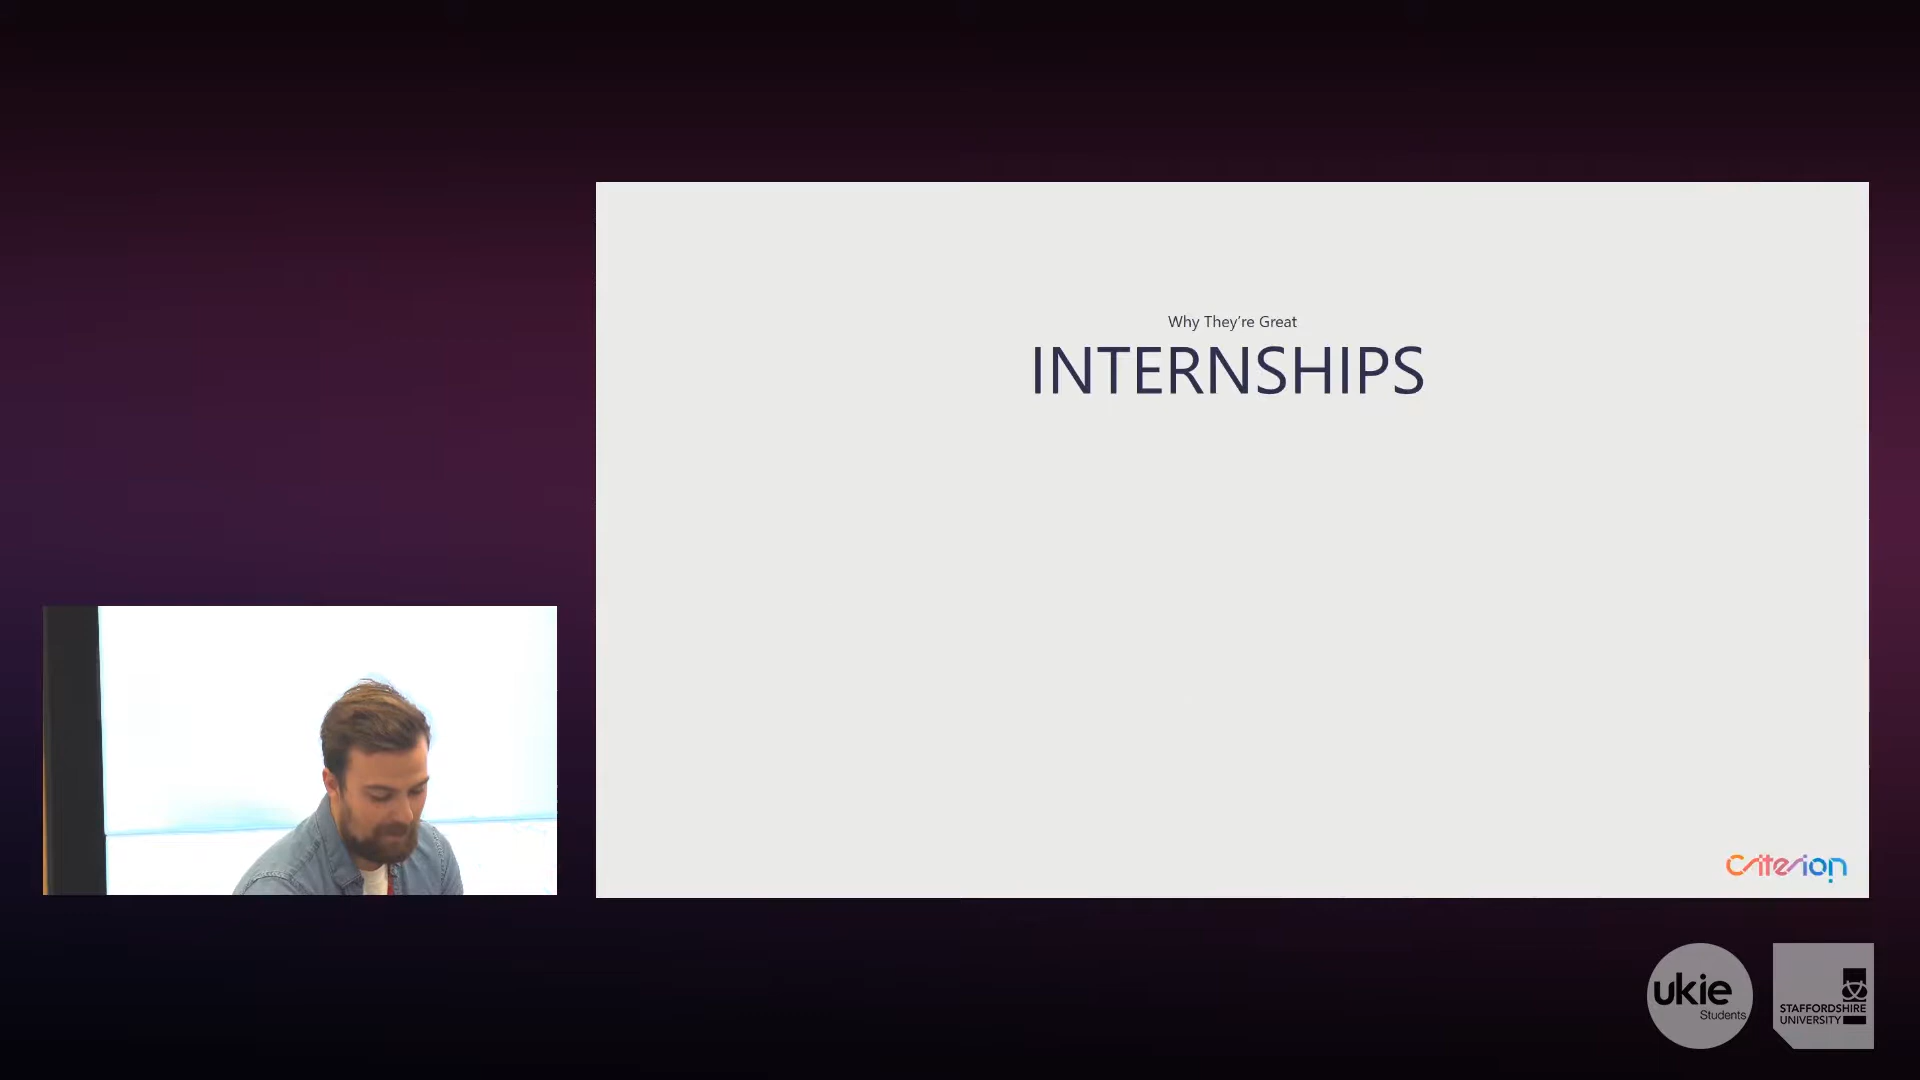 Why They're Great
INTERNSHIPS
Criterion
ukie
Students
STAFFORDSHIRE
UNIVERSITY